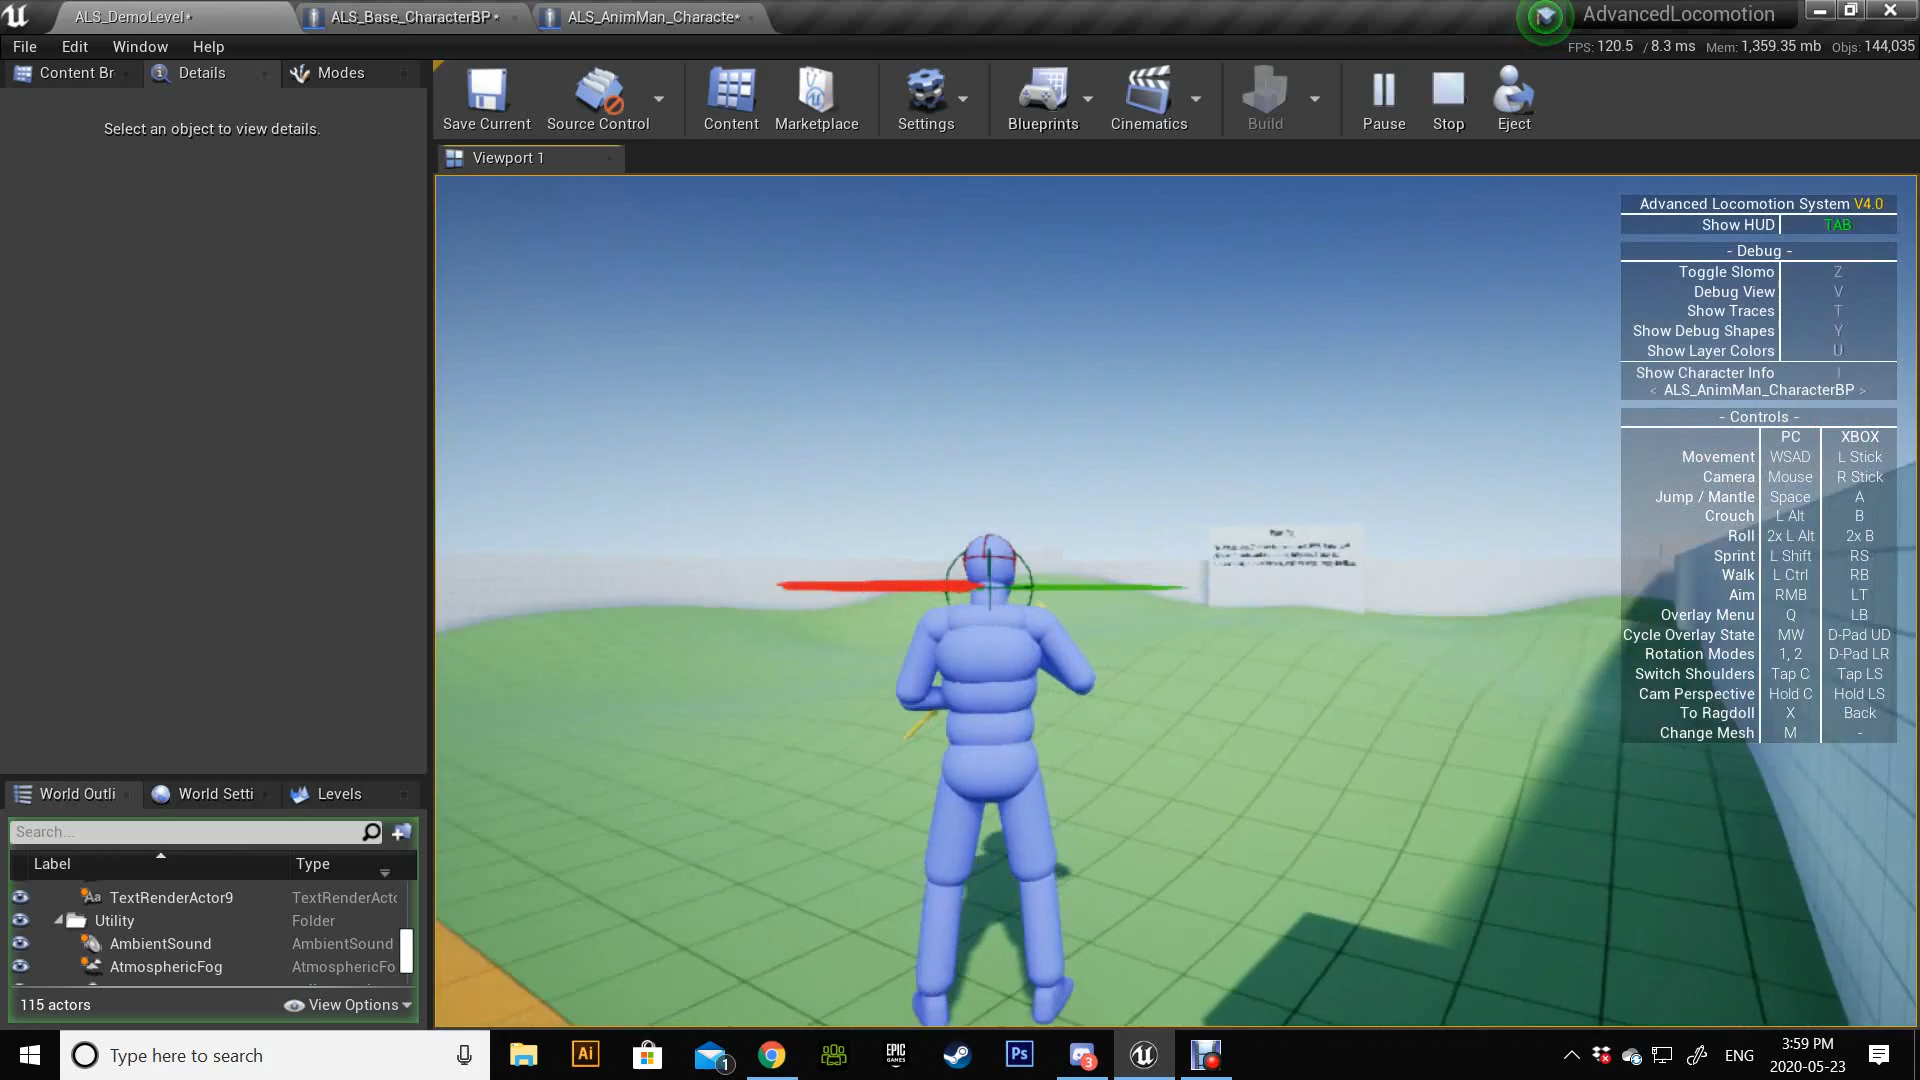 ALS_DemoLevel*
ALS_Base_CharacterBP*
ALS_AnimMan_Characte*
AdvancedLocomotion
File Edit Window Help
FPS: 120.5 / 8.3 ms Mem: 1,359.35 mb Objs: 144,035
Content Br
Details
Modes
Select an object to view details.
Save Current
Source Control
Content
Marketplace
Settings
Blueprints
Cinematics
Build
Pause
Stop
Eject
Viewport 1
Advanced Locomotion System V4.0
Show HUD TAB
- Debug -
Toggle Slomo Z
Debug View V
Show Traces T
Show Debug Shapes Y
Show Layer Colors U
Show Character Info I
< ALS_AnimMan_CharacterBP >
- Controls -
PC XBOX
Movement WSAD L Stick
Camera Mouse R Stick
Jump / Mantle Space A
Crouch L Alt B
Roll 2x L Alt 2x B
Sprint L Shift RS
Walk L Ctrl RB
Aim RMB LT
Overlay Menu Q LB
Cycle Overlay State MW D-Pad UD
Rotation Modes 1, 2 D-Pad LR
Switch Shoulders Tap C Tap LS
Cam Perspective Hold C Hold LS
To Ragdoll X Back
Change Mesh M -
World Outli
World Setti
Levels
Search...
Label Type
TextRenderActor9 TextRenderActo
Utility Folder
AmbientSound AmbientSound
AtmosphericFog AtmosphericFo
115 actors
View Options
Type here to search
Ai
1
EPIC
GAMES
Ps
3
ENG
3:59 PM
2020-05-23